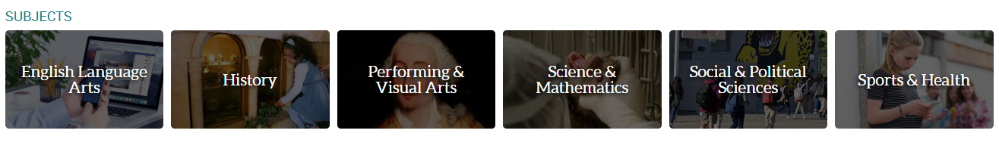 SUBJECTS
English Language
Arts
History
Performing &
Visual Arts
Science &
Mathematics
Social & Political
Sciences
Sports & Health